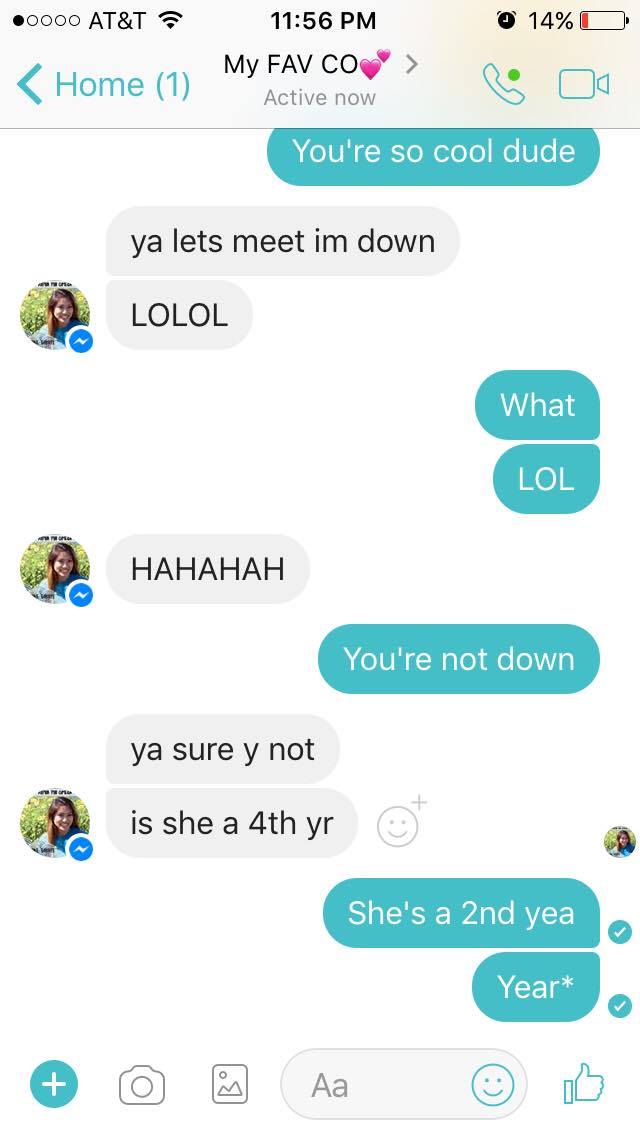 AT&T 11:56 PM 14%
Home (1) My FAV CO💕
Active now
You're so cool dude
ya lets meet im down
LOLOL
What
LOL
HAHAHAH
You're not down
ya sure y not
is she a 4th yr
She's a 2nd yea
Year*
Aa